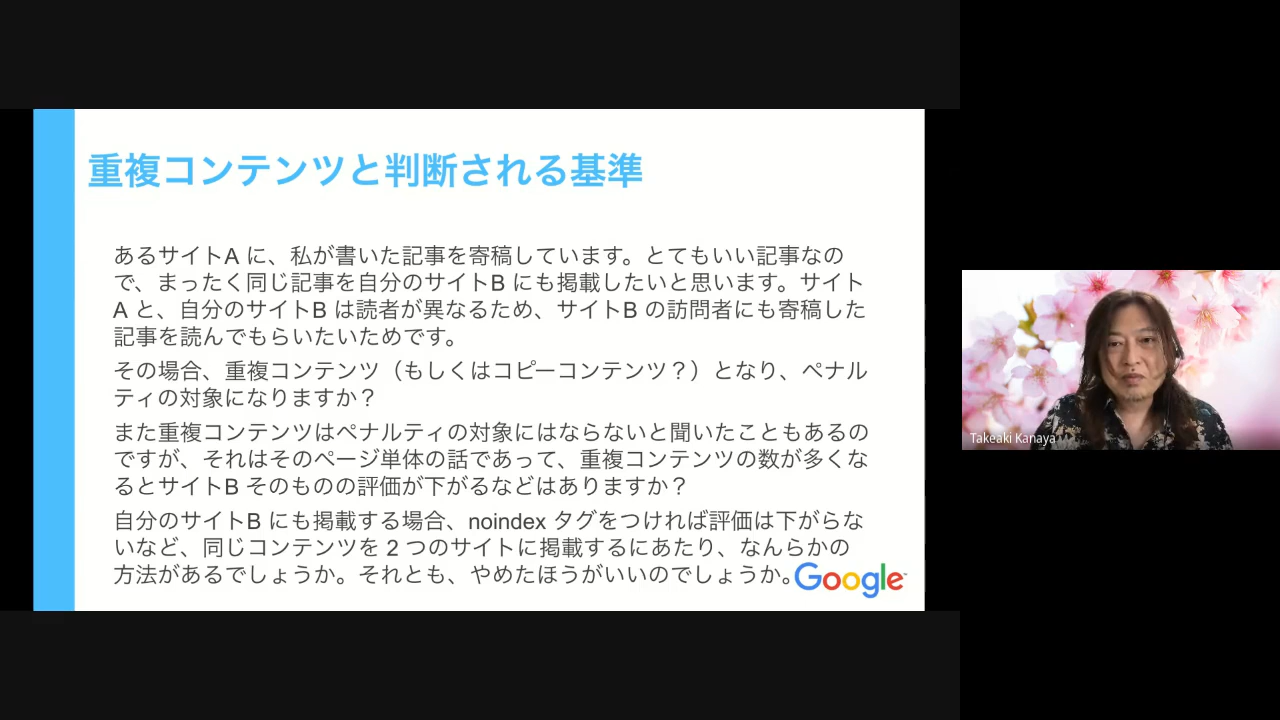 重複コンテンツと判断される基準
あるサイトA に、私が書いた記事を寄稿しています。とてもいい記事なの
で、まったく同じ記事を自分のサイトB にも掲載したいと思います。サイト
A と、自分のサイトB は読者が異なるため、サイトB の訪問者にも寄稿した
記事を読んでもらいたいためです。
その場合、重複コンテンツ（もしくはコピーコンテンツ？）となり、ペナル
ティの対象になりますか？
また重複コンテンツはペナルティの対象にはならないと聞いたこともあるの
ですが、それはそのページ単体の話であって、重複コンテンツの数が多くな
るとサイトB そのものの評価が下がるなどはありますか？
自分のサイトB にも掲載する場合、noindex タグをつければ評価は下がらな
いなど、同じコンテンツを 2 つのサイトに掲載するにあたり、なんらかの
方法があるでしょうか。それとも、やめたほうがいいのでしょうか。
Google
Takeaki Kanaya